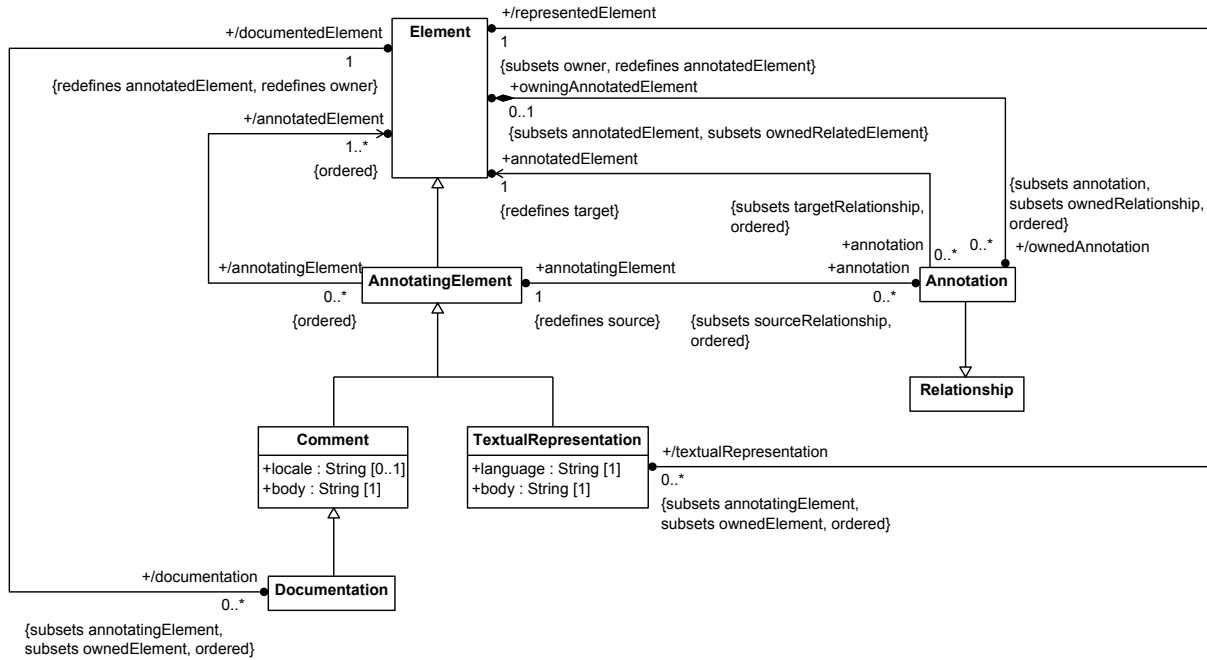 +/representedElement
Element
+/documentedElement
1
1
{subsets owner, redefines annotatedElement}
{redefines annotatedElement, redefines owner}
+owningAnnotatedElement
0..1
+/annotatedElement
{subsets annotatedElement, subsets ownedRelatedElement}
1..*
+annotatedElement
{ordered}
1
{redefines target}
{subsets annotation,
subsets ownedRelationship,
ordered}
{subsets targetRelationship,
ordered}
+annotation
0..*
0..*
+/ownedAnnotation
+/annotatingElement
AnnotatingElement
+annotatingElement
+annotation
Annotation
0..*
1
0..*
{ordered}
{redefines source}
{subsets sourceRelationship,
ordered}
Relationship
Comment
+locale : String [0..1]
+body : String [1]
TextualRepresentation
+language : String [1]
+body : String [1]
+/textualRepresentation
0..*
{subsets annotatingElement,
subsets ownedElement, ordered}
+/documentation
Documentation
0..*
{subsets annotatingElement,
subsets ownedElement, ordered}